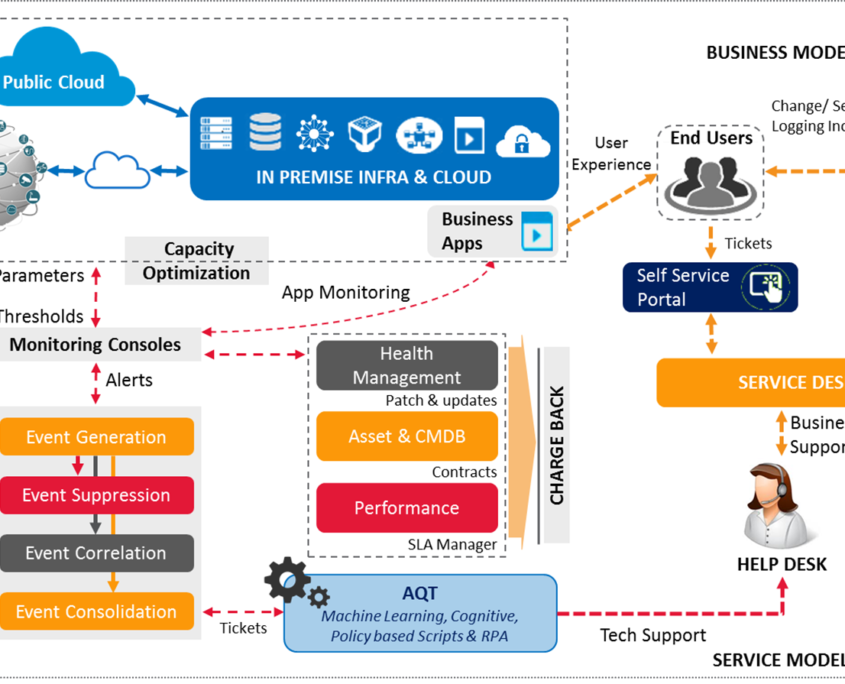 BUSINESS MODE
Public Cloud
Change/ Se
Logging Inc
User
Experience
End Users
IN PREMISE INFRA & CLOUD
Business
Apps
Capacity
Optimization
Tickets
Parameters
Thresholds
App Monitoring
Self Service
Portal
Monitoring Consoles
Alerts
Health
Management
Patch & updates
Asset & CMDB
Contracts
Performance
SLA Manager
CHARGE BACK
SERVICE DES
Busine
Suppor
HELP DESK
Event Generation
Event Suppression
Event Correlation
Event Consolidation
Tickets
AQT
Machine Learning, Cognitive,
Policy based Scripts & RPA
Tech Support
SERVICE MODEL